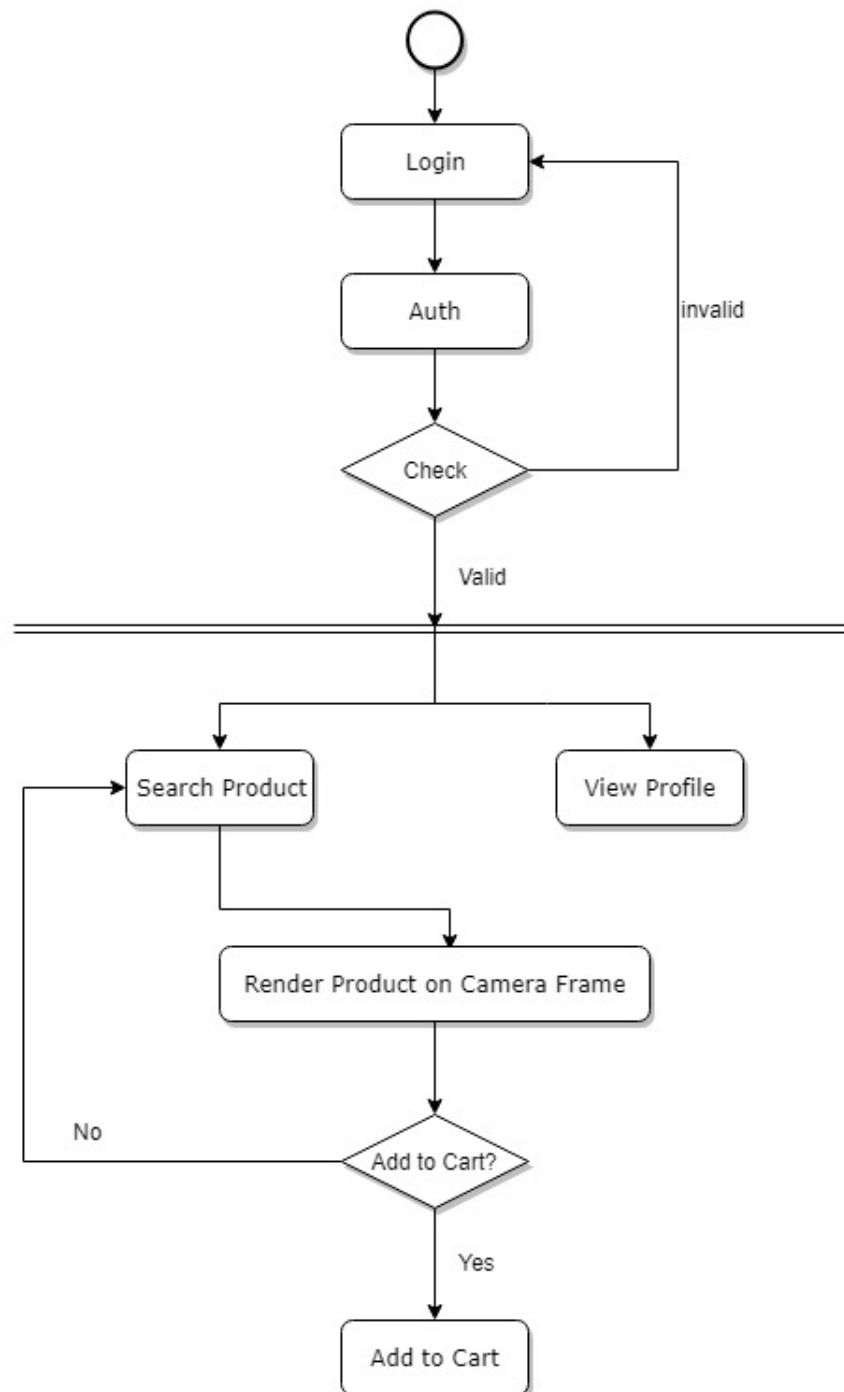 Login
Auth
invalid
Check
Valid
Search Product
View Profile
Render Product on Camera Frame
No
Add to Cart?
Yes
Add to Cart